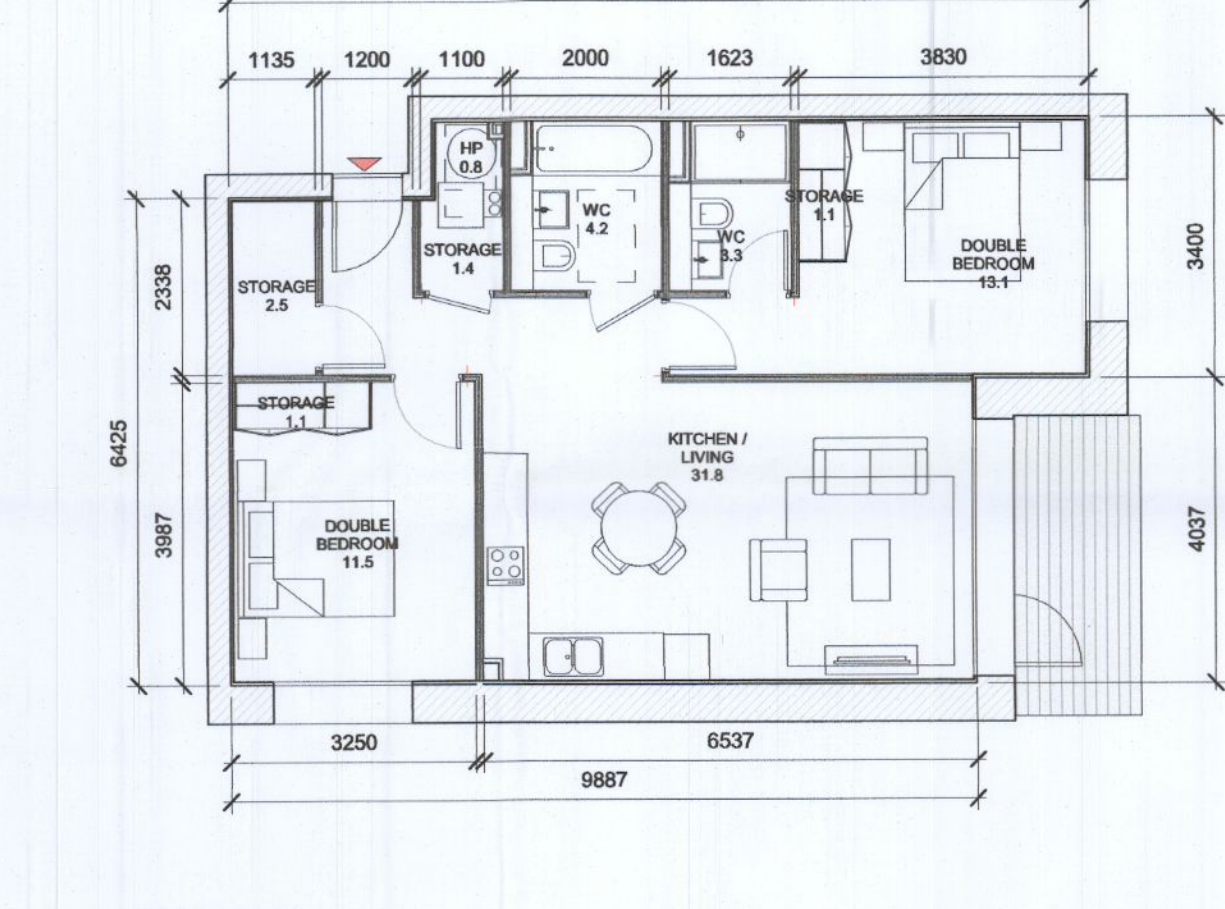 1135 1200 1100 2000 1623 3830
HP
0.8
STORAGE
1.4
WC
4.2
WC
3.3
STORAGE
1.1
DOUBLE
BEDROOM
13.1
3400
2338
STORAGE
2.5
6425
STORAGE
1.1
KITCHEN /
LIVING
31.8
3987
DOUBLE
BEDROOM
11.5
4037
3250 6537
9887